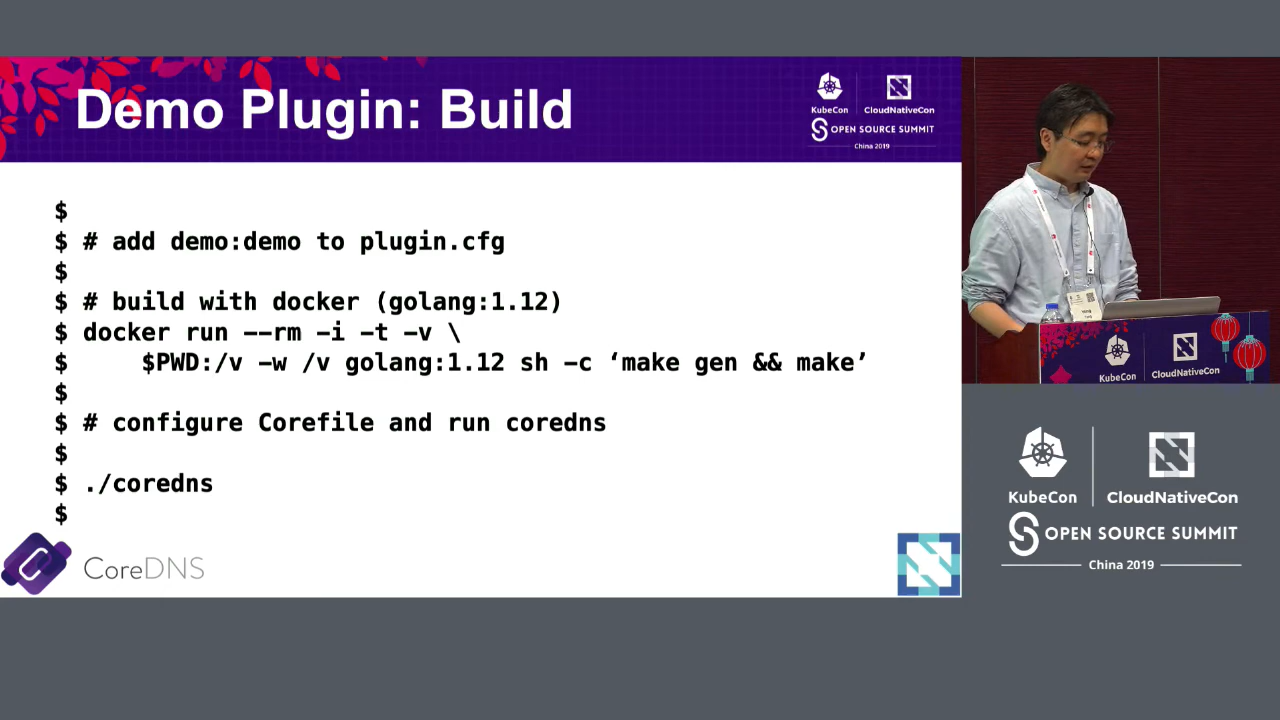 Demo Plugin: Build
KubeCon
CloudNativeCon
OPEN SOURCE SUMMIT
China 2019
$
$ # add demo:demo to plugin.cfg
$
$ # build with docker (golang:1.12)
$ docker run --rm -i -t -v \
$ $PWD:/v -w /v golang:1.12 sh -c ‘make gen && make’
$
$ # configure Corefile and run coredns
$
$ ./coredns
$
CoreDNS
KubeCon
CloudNativeCon
KubeCon
CloudNativeCon
OPEN SOURCE SUMMIT
China 2019